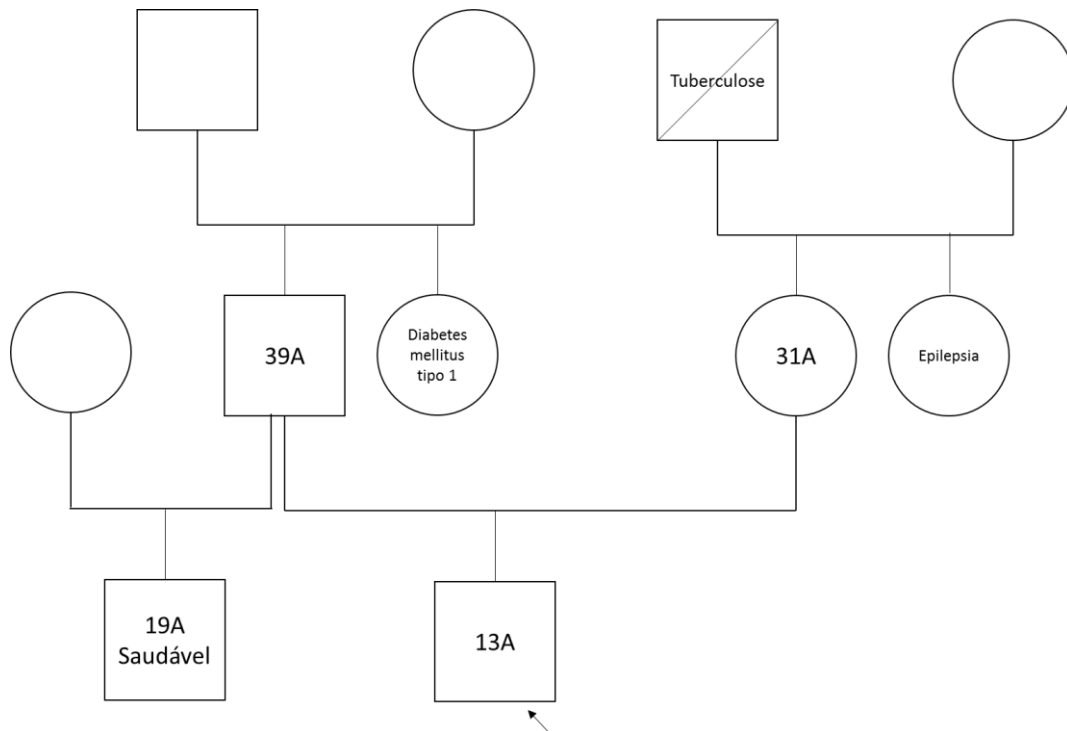 Tuberculose
39A
Diabetes
mellitus
tipo 1
31A
Epilepsia
19A
Saudável
13A